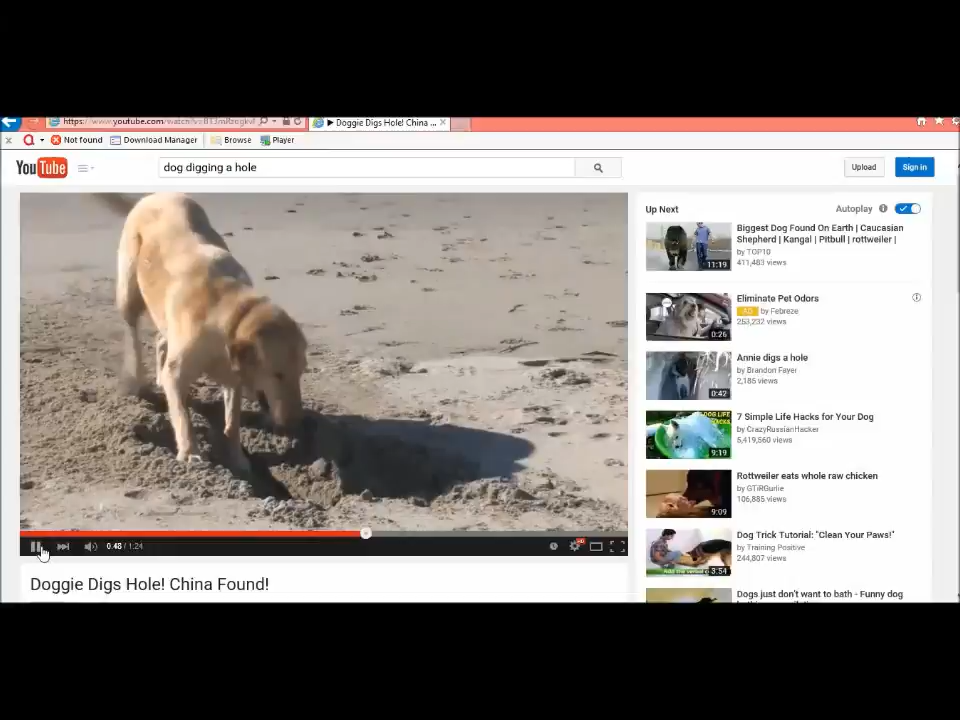 Doggie Digs Hole! China ...
Not found
Download Manager
Browse
Player
YouTube
dog digging a hole
Upload
Sign in
Up Next
Autoplay
Biggest Dog Found On Earth | Caucasian
Shepherd | Kangal | Pitbull | rottweiler |
by TOP10
411,483 views
11:19
Eliminate Pet Odors
by Febreze
253,232 views
0:26
Annie digs a hole
by Brandon Fayer
2,185 views
0:42
7 Simple Life Hacks for Your Dog
by CrazyRussianHacker
5,419,560 views
9:19
Rottweiler eats whole raw chicken
by GTiRGurlie
106,885 views
9:09
Dog Trick Tutorial: "Clean Your Paws!"
by Training Positive
244,807 views
3:54
Dogs just don't want to bath - Funny dog
0:48 / 1:24
Doggie Digs Hole! China Found!